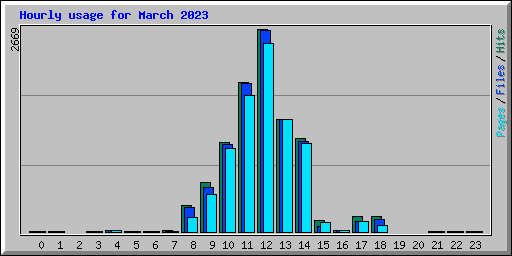 Hourly usage for March 2023
2669
Pages/Files/Hits
0 1 2 3 4 5 6 7 8 9 10 11 12 13 14 15 16 17 18 19 20 21 22 23